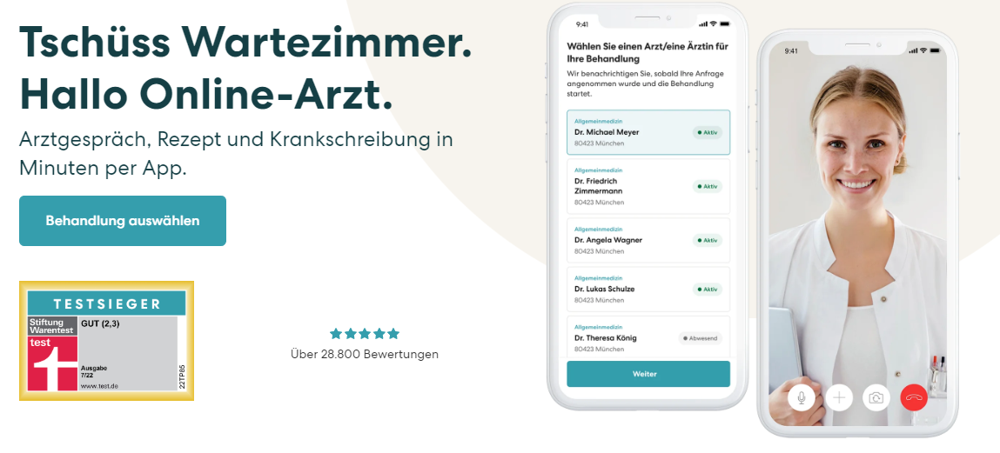 Tschüss Wartezimmer.
Hallo Online-Arzt.
Arztgespräch, Rezept und Krankschreibung in
Minuten per App.
Behandlung auswählen
TESTSIEGER
Stiftung
Warentest
GUT (2,3)
test
Ausgabe
7/22
www.test.de
22TP85
Über 28.800 Bewertungen
9:41
Wählen Sie einen Arzt/eine Ärztin für
Ihre Behandlung
Wir benachrichtigen Sie, sobald Ihre Anfrage
angenommen wurde und die Behandlung
startet.
Allgemeinmedizin
Dr. Michael Meyer
Aktiv
80423 München
Allgemeinmedizin
Dr. Friedrich
Zimmermann
Aktiv
80423 München
Allgemeinmedizin
Dr. Angela Wagner
Aktiv
80423 München
Allgemeinmedizin
Dr. Lukas Schulze
Aktiv
80423 München
Allgemeinmedizin
Dr. Theresa König
Abwesend
80423 München
Weiter
9:41